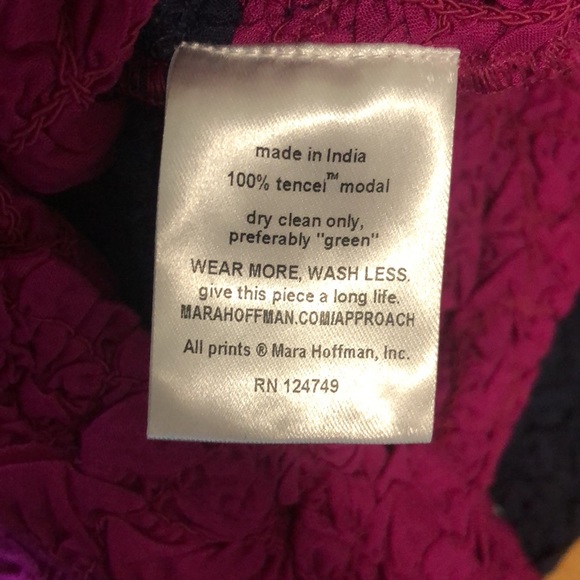 made in India
100% tencel™ modal
dry clean only,
preferably "green"
WEAR MORE, WASH LESS.
give this piece a long life.
MARAHOFFMAN.COM/APPROACH
All prints ® Mara Hoffman, Inc.
RN 124749